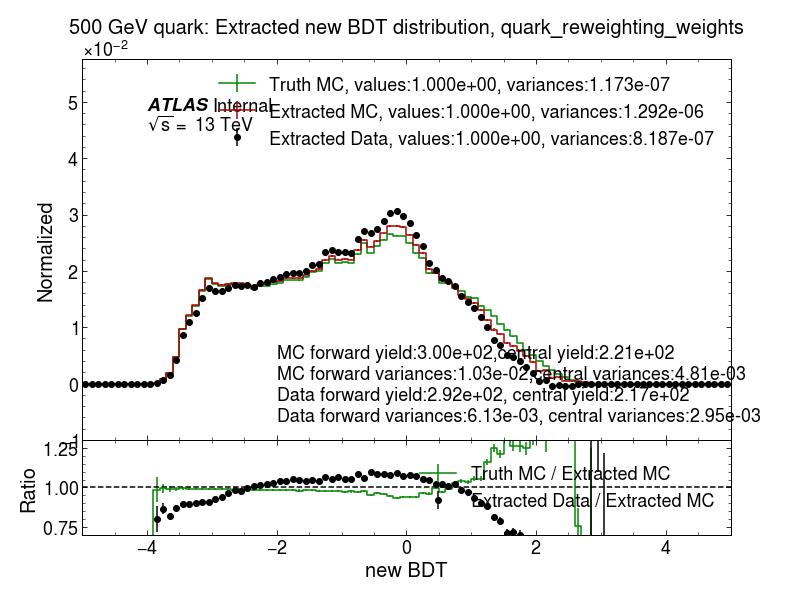 500 GeV quark: Extracted new BDT distribution, quark_reweighting_weights
×10⁻²
Truth MC, values:1.000e+00, variances:1.173e-07
ATLAS Internal
Extracted MC, values:1.000e+00, variances:1.292e-06
√s = 13 TeV
Extracted Data, values:1.000e+00, variances:8.187e-07
5
4
3
2
1
0
−1
Normalized
MC forward yield:3.00e+02,central yield:2.21e+02
MC forward variances:1.03e-02,central variances:4.81e-03
Data forward yield:2.92e+02, central yield:2.17e+02
Data forward variances:6.13e-03, central variances:2.95e-03
1.25
1.00
0.75
Ratio
Truth MC / Extracted MC
Extracted Data / Extracted MC
−4 −2 0 2 4
new BDT